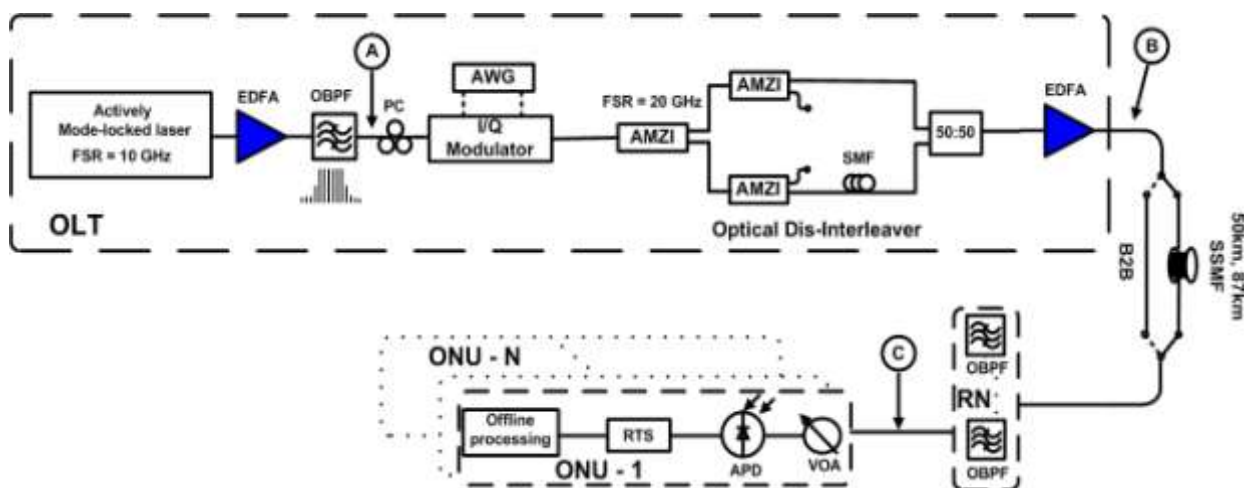 A
B
AWG
EDFA
OBPF
PC
FSR = 20 GHz
AMZI
EDFA
Actively
Mode-locked laser
FSR = 10 GHz
I/Q
Modulator
AMZI
50:50
SMF
AMZI
OLT
Optical Dis-Interleaver
B2B
50km, 87km
SSMF
ONU - N
C
OBPF
RN
Offline
processing
RTS
ONU - 1
APD
VOA
OBPF